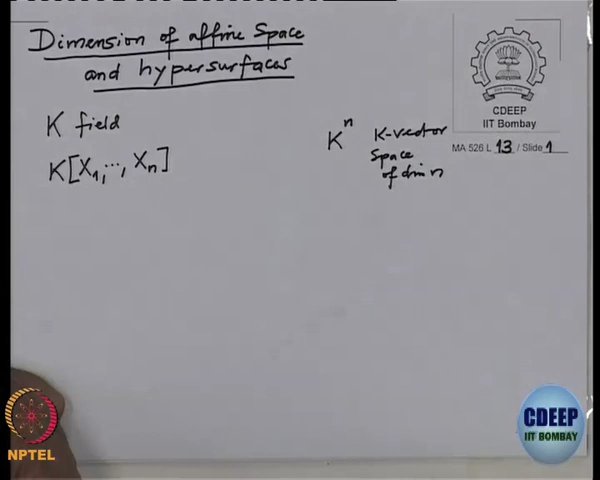 Dimension of affine Space
and hypersurfaces
K field
K[X₁,..., Xₙ]
Kⁿ K-vector
Space
of dim n
CDEEP
IIT Bombay
MA 526 L 13 / Slide 1
NPTEL
CDEEP
IIT BOMBAY